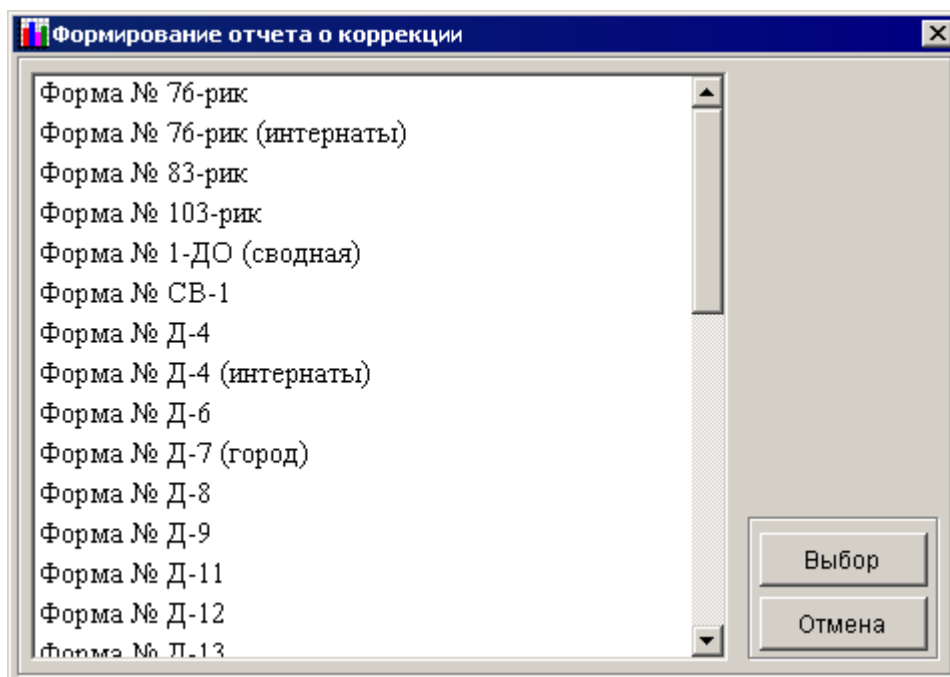 Формирование отчета о коррекции
Форма № 76-рик
Форма № 76-рик (интернаты)
Форма № 83-рик
Форма № 103-рик
Форма № 1-ДО (сводная)
Форма № СВ-1
Форма № Д-4
Форма № Д-4 (интернаты)
Форма № Д-6
Форма № Д-7 (город)
Форма № Д-8
Форма № Д-9
Форма № Д-11
Форма № Д-12
Форма № Д-13
Выбор
Отмена